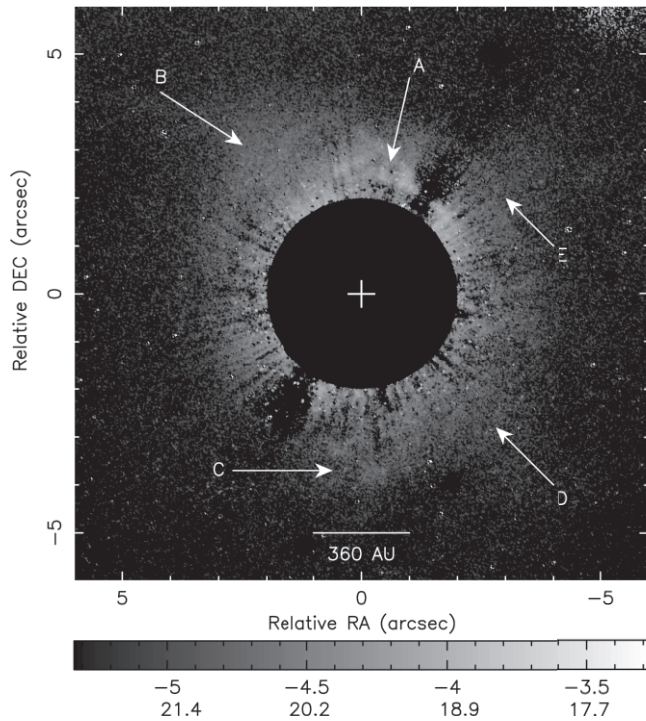 5
0
−5
Relative DEC (arcsec)
B
A
E
C
D
360 AU
5 0 −5
Relative RA (arcsec)
−5 −4.5 −4 −3.5
21.4 20.2 18.9 17.7